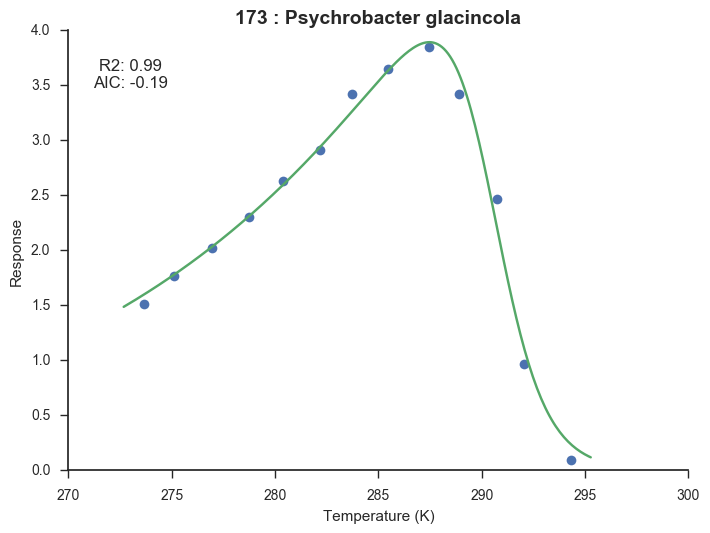 173 : Psychrobacter glacincola
R2: 0.99
AIC: -0.19
4.0
3.5
3.0
2.5
2.0
1.5
1.0
0.5
0.0
Response
270 275 280 285 290 295 300
Temperature (K)